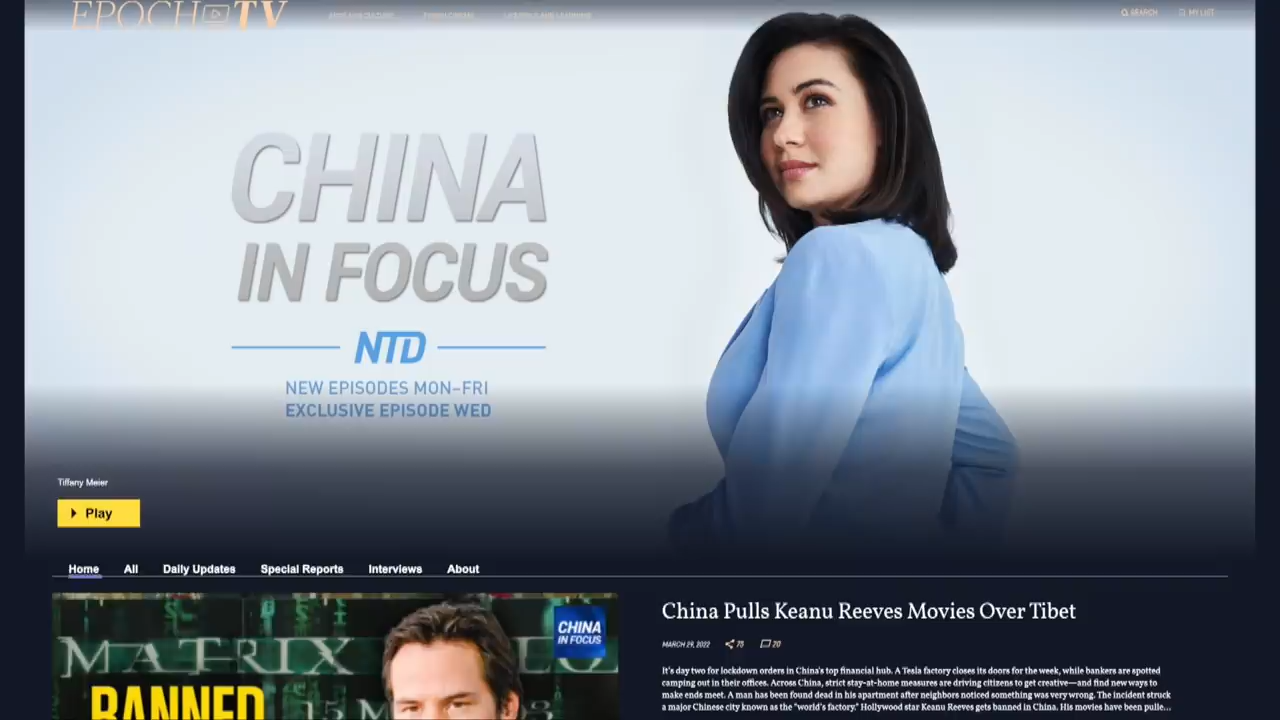 EPOCH TV
SEARCH
MY LIST
CHINA
IN FOCUS
NTD
NEW EPISODES MON–FRI
EXCLUSIVE EPISODE WED
Tiffany Meier
Play
Home All Daily Updates Special Reports Interviews About
MATRIX
BANNED
CHINA
IN FOCUS
China Pulls Keanu Reeves Movies Over Tibet
MARCH 29, 2022 75 20
It's day two for lockdown orders in China's top financial hub. A Tesla factory closes its doors for the week, while bankers are spotted
camping out in their offices. Across China, strict stay-at-home measures are driving citizens to get creative—and find new ways to
make ends meet. A man has been found dead in his apartment after neighbors noticed something was very wrong. The incident struck
a major Chinese city known as the "world's factory." Hollywood star Keanu Reeves gets banned in China. His movies have been pulle...